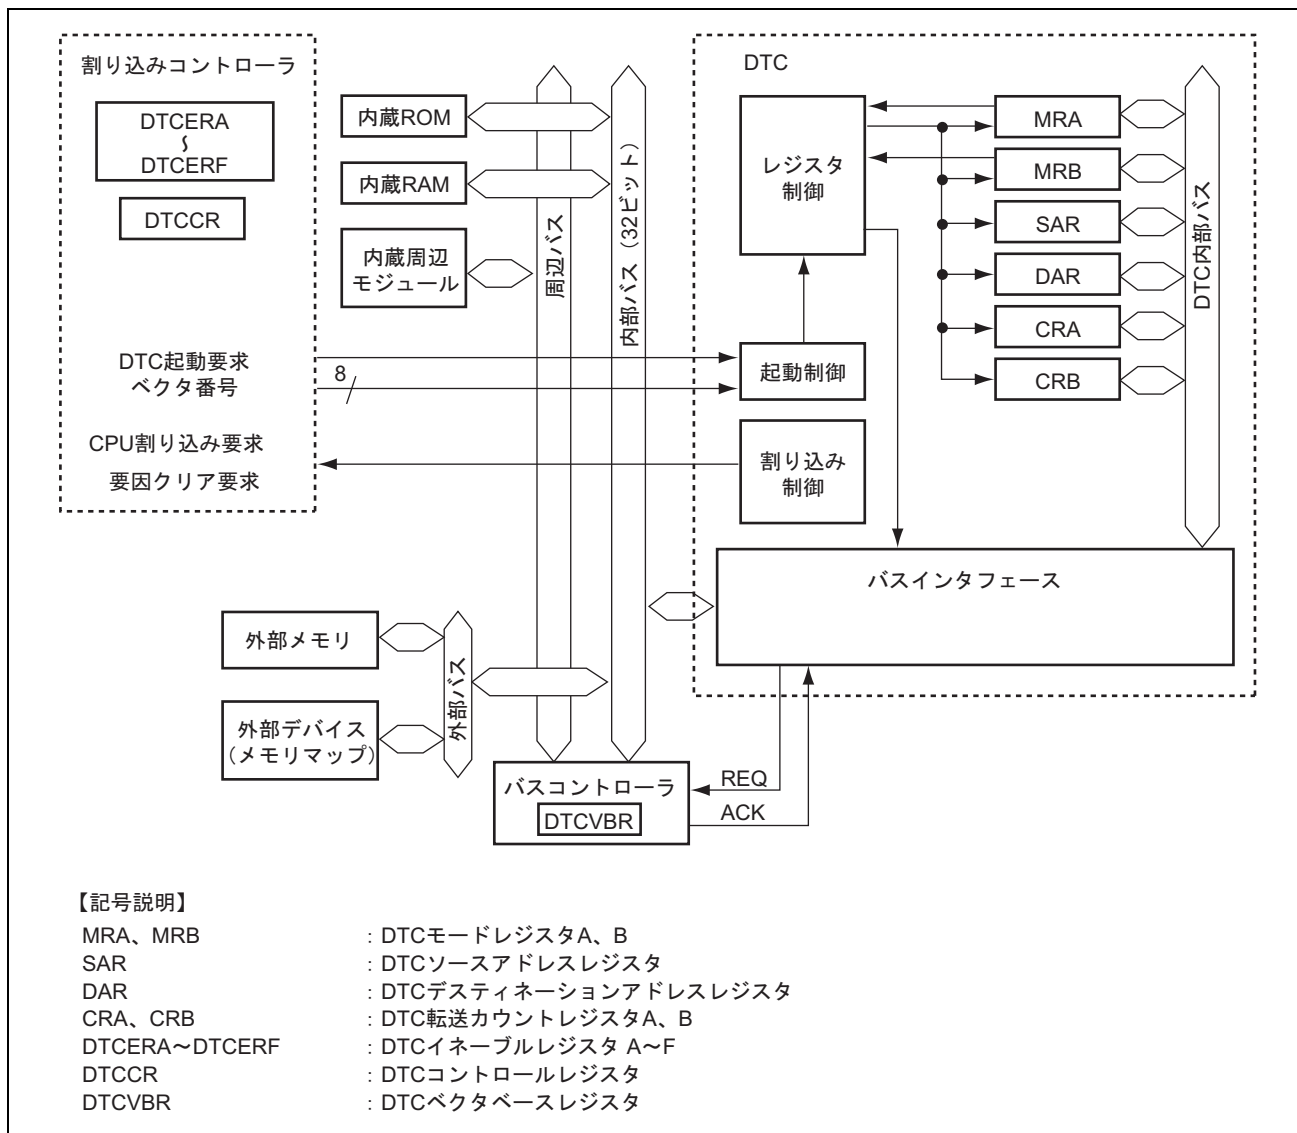 割り込みコントローラ
DTCERA
〜
DTCERF
DTCCR
DTC起動要求
ベクタ番号
8
CPU割り込み要求
要因クリア要求
内蔵ROM
内蔵RAM
内蔵周辺
モジュール
周辺バス
内部バス（32ビット）
DTC
レジスタ
制御
起動制御
割り込み
制御
MRA
MRB
SAR
DAR
CRA
CRB
DTC内部バス
バスインタフェース
外部メモリ
外部デバイス
（メモリマップ）
外部バス
バスコントローラ
DTCVBR
REQ
ACK
【記号説明】
MRA、MRB : DTCモードレジスタA、B
SAR : DTCソースアドレスレジスタ
DAR : DTCデスティネーションアドレスレジスタ
CRA、CRB : DTC転送カウントレジスタA、B
DTCERA〜DTCERF : DTCイネーブルレジスタ A〜F
DTCCR : DTCコントロールレジスタ
DTCVBR : DTCベクタベースレジスタ